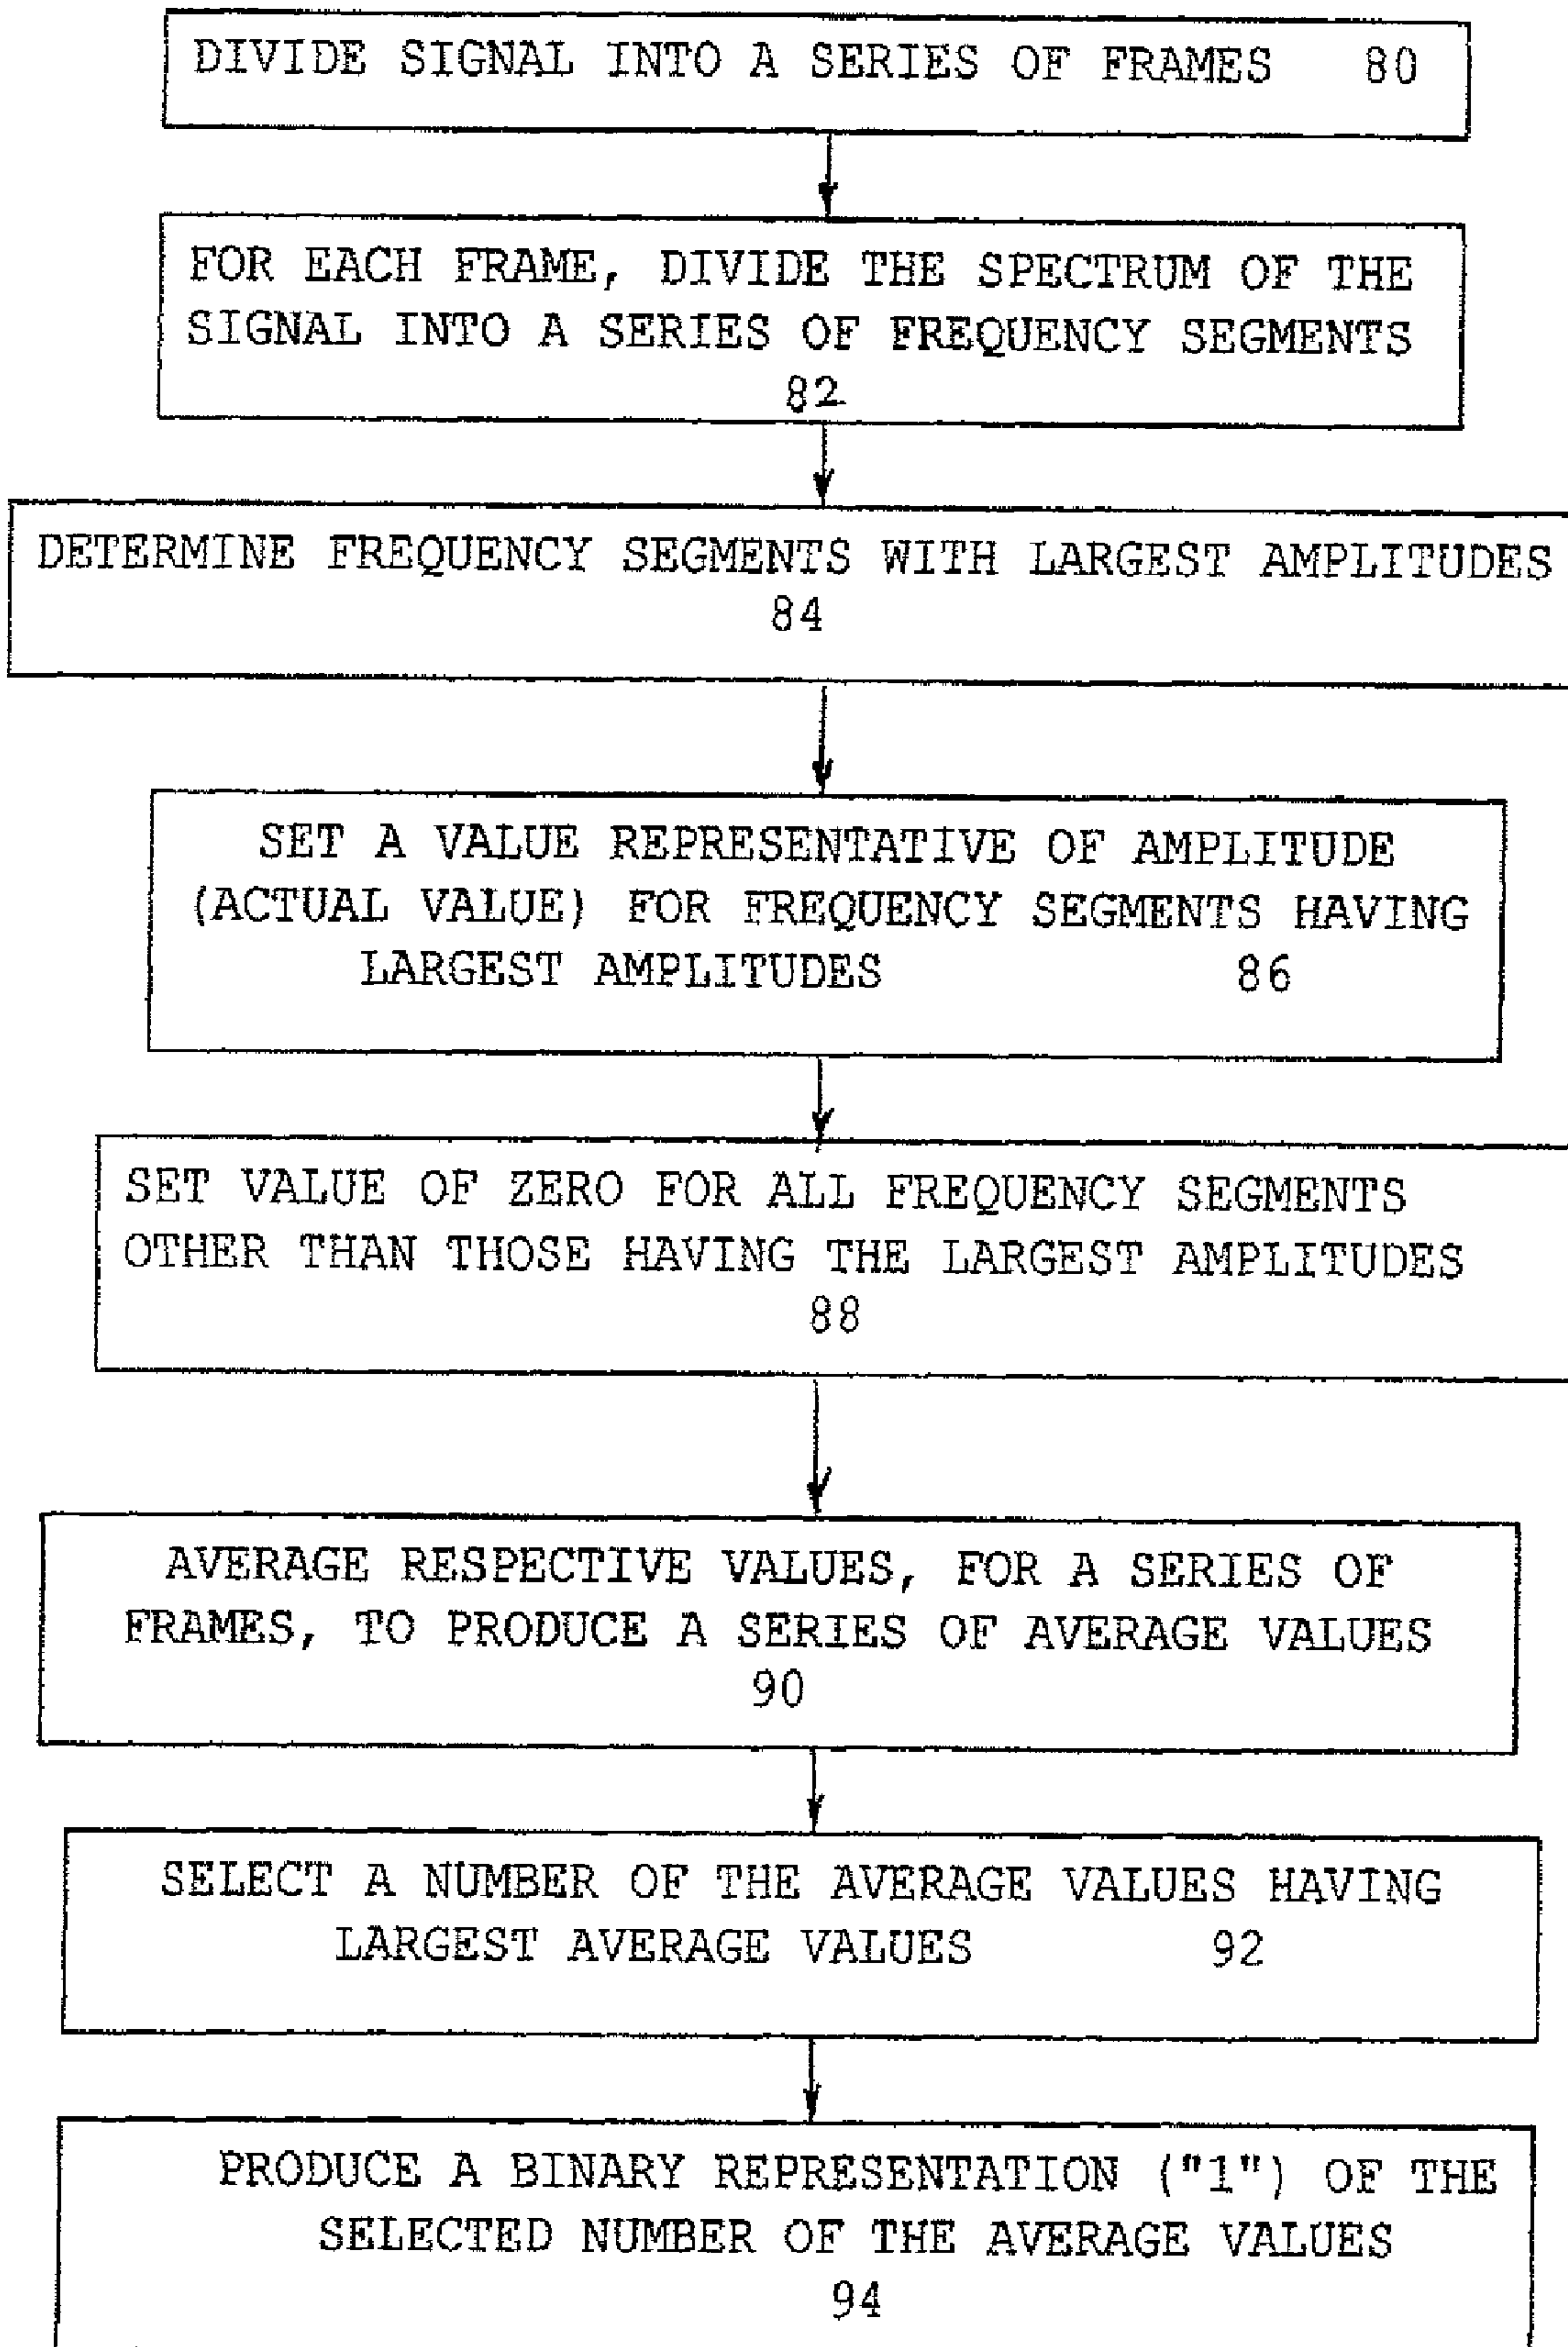 DIVIDE SIGNAL INTO A SERIES OF FRAMES 80
FOR EACH FRAME, DIVIDE THE SPECTRUM OF THE
SIGNAL INTO A SERIES OF FREQUENCY SEGMENTS
82
DETERMINE FREQUENCY SEGMENTS WITH LARGEST AMPLITUDES
84
SET A VALUE REPRESENTATIVE OF AMPLITUDE
(ACTUAL VALUE) FOR FREQUENCY SEGMENTS HAVING
LARGEST AMPLITUDES 86
SET VALUE OF ZERO FOR ALL FREQUENCY SEGMENTS
OTHER THAN THOSE HAVING THE LARGEST AMPLITUDES
88
AVERAGE RESPECTIVE VALUES, FOR A SERIES OF
FRAMES, TO PRODUCE A SERIES OF AVERAGE VALUES
90
SELECT A NUMBER OF THE AVERAGE VALUES HAVING
LARGEST AVERAGE VALUES 92
PRODUCE A BINARY REPRESENTATION ("1") OF THE
SELECTED NUMBER OF THE AVERAGE VALUES
94